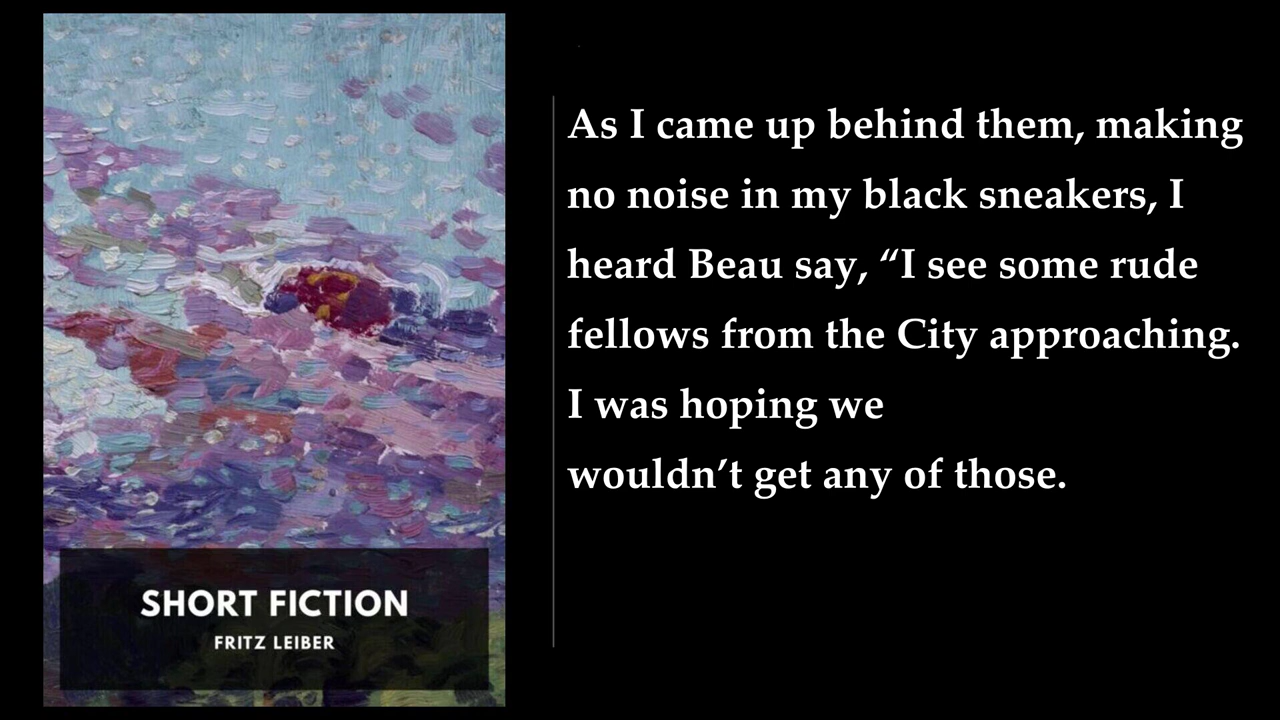 SHORT FICTION
FRITZ LEIBER
As I came up behind them, making
no noise in my black sneakers, I
heard Beau say, “I see some rude
fellows from the City approaching.
I was hoping we
wouldn’t get any of those.